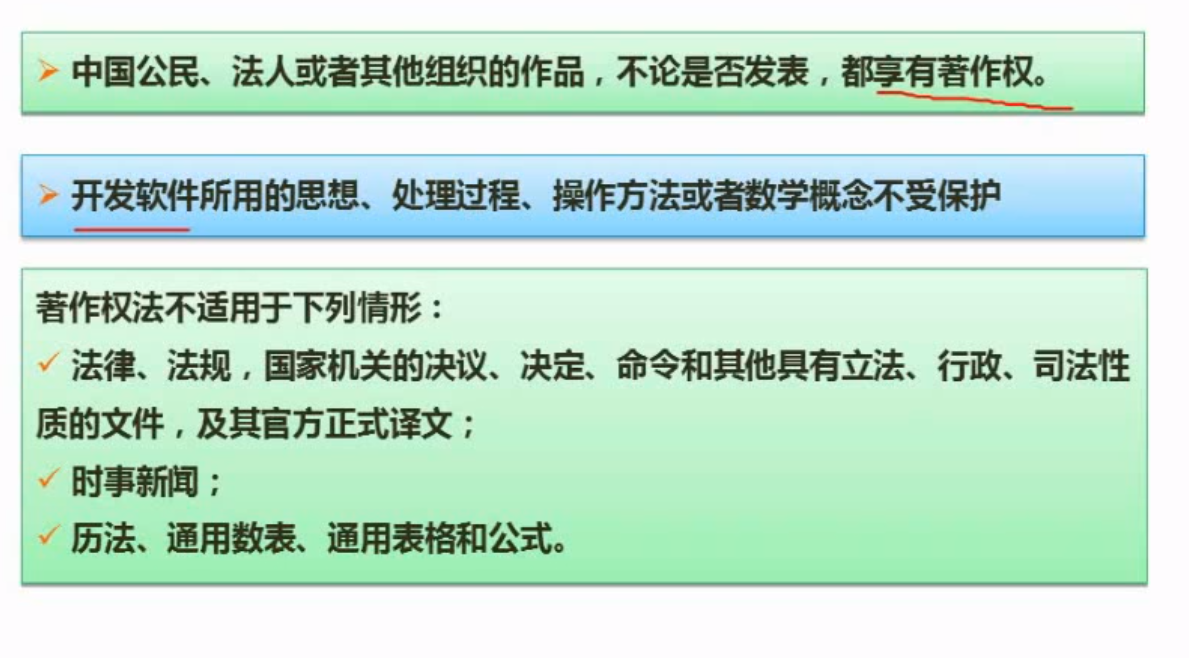 ➢ 中国公民、法人或者其他组织的作品，不论是否发表，都享有著作权。
➢ 开发软件所用的思想、处理过程、操作方法或者数学概念不受保护
著作权法不适用于下列情形：
✓ 法律、法规，国家机关的决议、决定、命令和其他具有立法、行政、司法性
质的文件，及其官方正式译文；
✓ 时事新闻；
✓ 历法、通用数表、通用表格和公式。